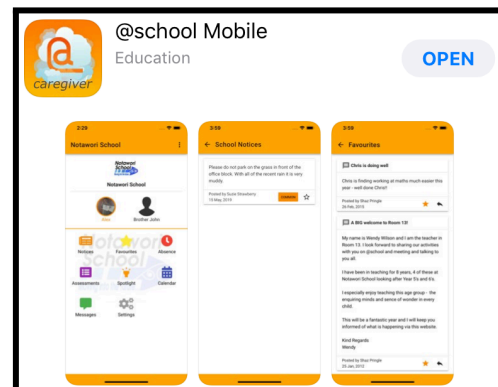 @school Mobile
Education
OPEN
@
caregiver
2:29
Notawori School
Notawori
School
Notawori School
Alex
Brother John
Notawori
School
Notices
Favourites
Absence
Assessments
Spotlight
Calendar
Messages
Settings
3:59
← School Notices
Please do not park on the grass in front of the
office block. With all of the recent rain it is very
muddy.
Posted by Suzie Strawberry
10 May, 2019
3:59
← Favourites
Chris is doing well
Chris is finding working at maths much easier this
year - well done Chris!!
Posted by Shaz Pringle
26 Feb, 2015
A BIG welcome to Room 13!
My name is Wendy Wilson and I am the teacher in
Room 13. I look forward to sharing our activities
with you on @school and meeting and talking to
you all.
I have been in teaching for 8 years, 4 of these at
Notawori School looking after Year 5's and 6's.
I especially enjoy teaching this age group - the
enquiring minds and sense of wonder in every
child.
This will be a fantastic year and I will keep you
informed of what is happening via this website
Kind Regards
Wendy
Posted by Shaz Pringle
25 Jan, 2012